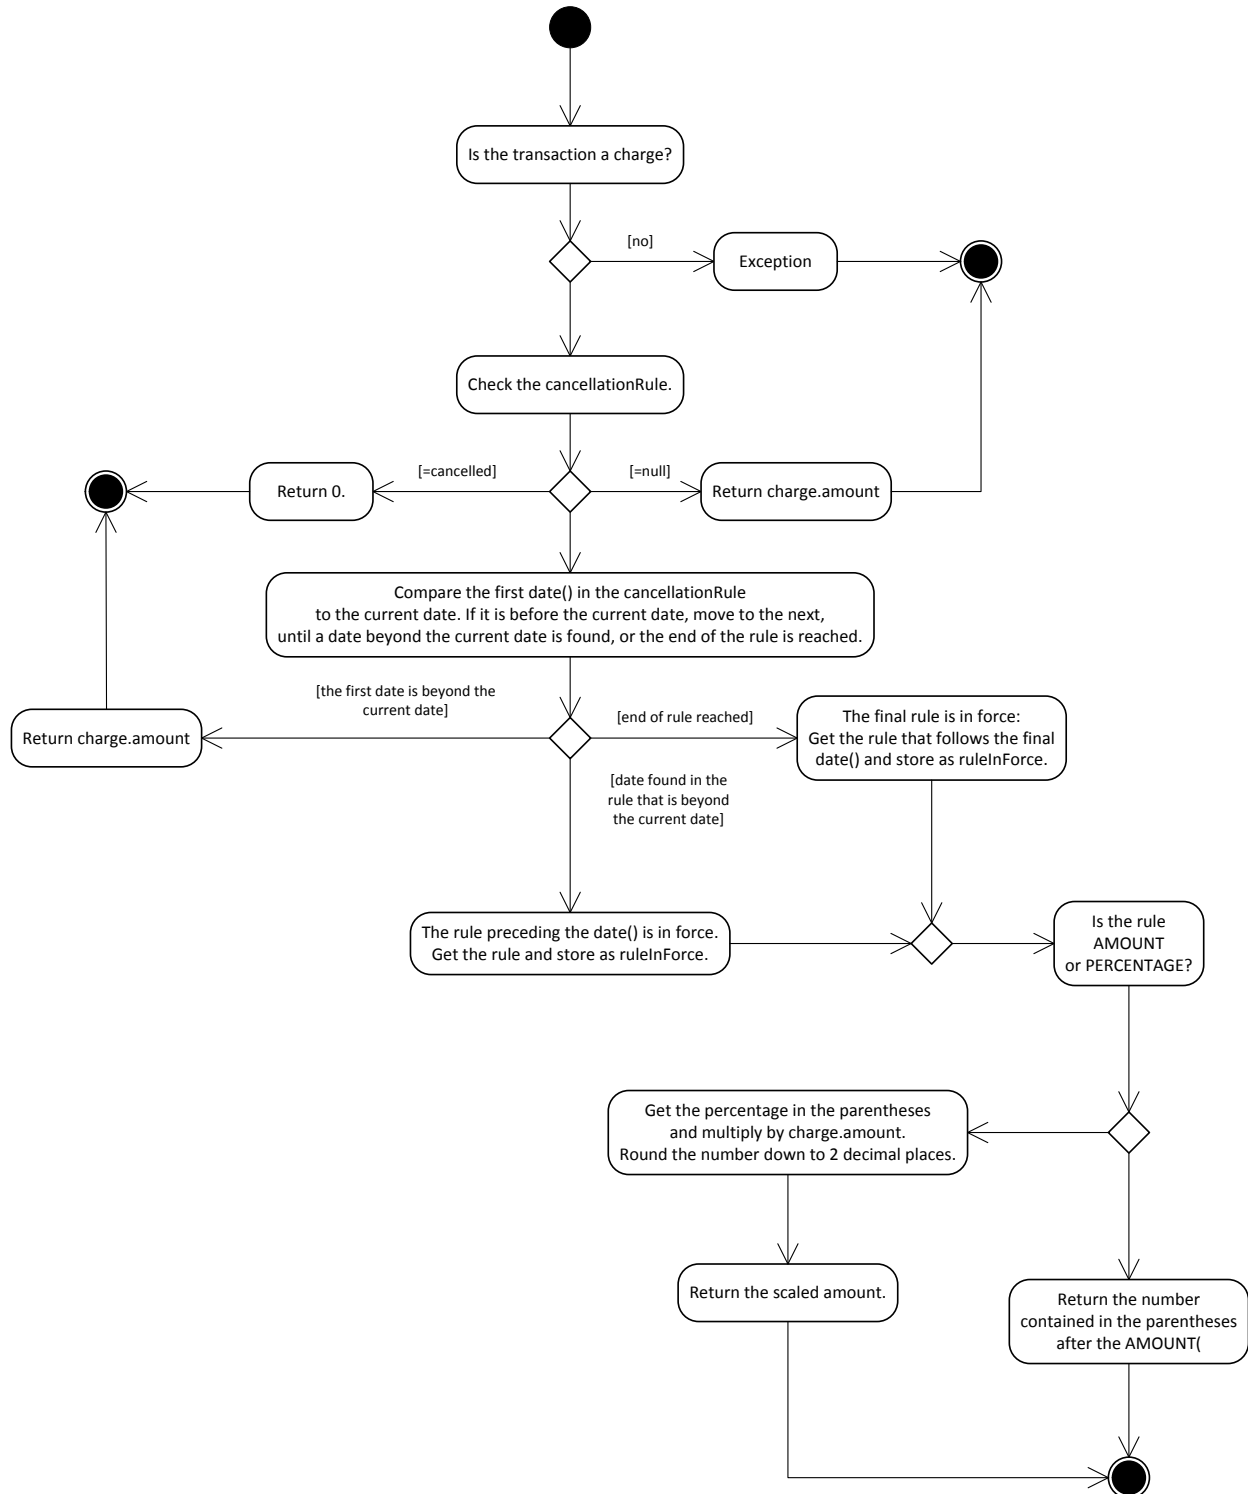 Is the transaction a charge?
[no]
Exception
Check the cancellationRule.
[=cancelled]
[=null]
Return 0.
Return charge.amount
Compare the first date() in the cancellationRule
to the current date. If it is before the current date, move to the next,
until a date beyond the current date is found, or the end of the rule is reached.
[the first date is beyond the
current date]
Return charge.amount
[end of rule reached]
The final rule is in force:
Get the rule that follows the final
date() and store as ruleInForce.
[date found in the
rule that is beyond
the current date]
The rule preceding the date() is in force.
Get the rule and store as ruleInForce.
Is the rule
AMOUNT
or PERCENTAGE?
Get the percentage in the parentheses
and multiply by charge.amount.
Round the number down to 2 decimal places.
Return the scaled amount.
Return the number
contained in the parentheses
after the AMOUNT(